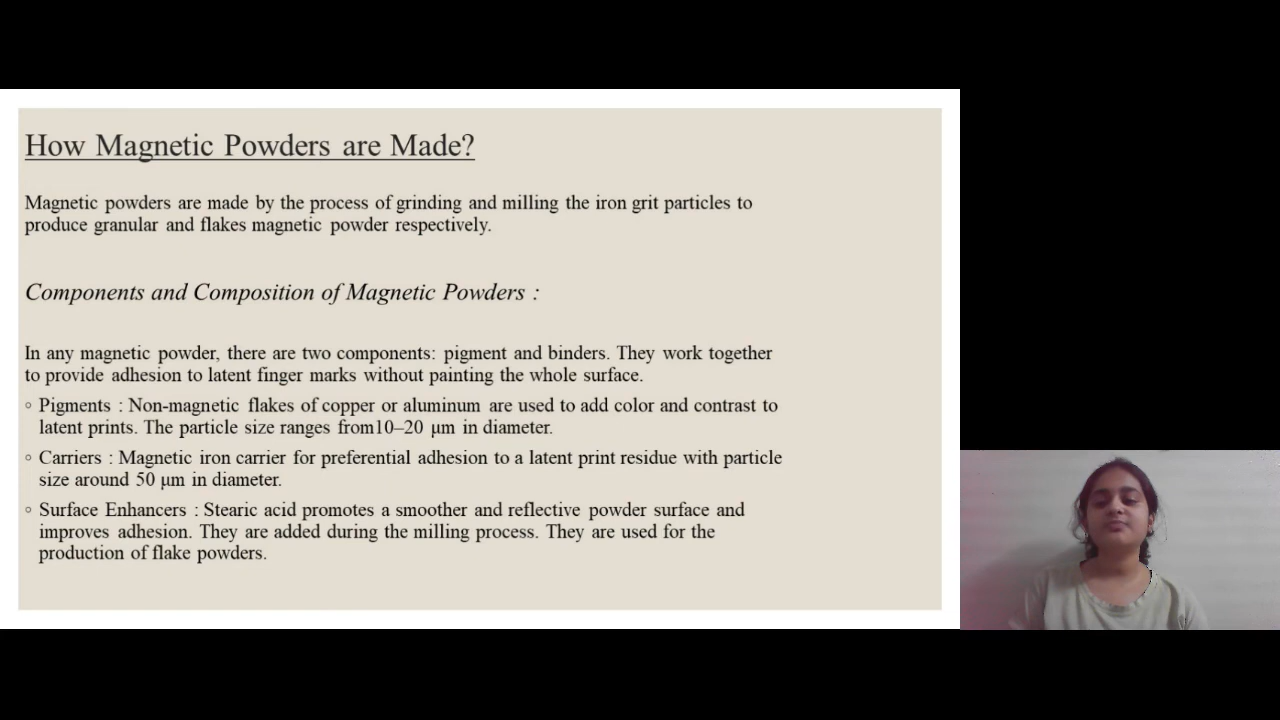 How Magnetic Powders are Made?
Magnetic powders are made by the process of grinding and milling the iron grit particles to
produce granular and flakes magnetic powder respectively.
Components and Composition of Magnetic Powders :
In any magnetic powder, there are two components: pigment and binders. They work together
to provide adhesion to latent finger marks without painting the whole surface.
◦ Pigments : Non-magnetic flakes of copper or aluminum are used to add color and contrast to
latent prints. The particle size ranges from10–20 μm in diameter.
◦ Carriers : Magnetic iron carrier for preferential adhesion to a latent print residue with particle
size around 50 μm in diameter.
◦ Surface Enhancers : Stearic acid promotes a smoother and reflective powder surface and
improves adhesion. They are added during the milling process. They are used for the
production of flake powders.